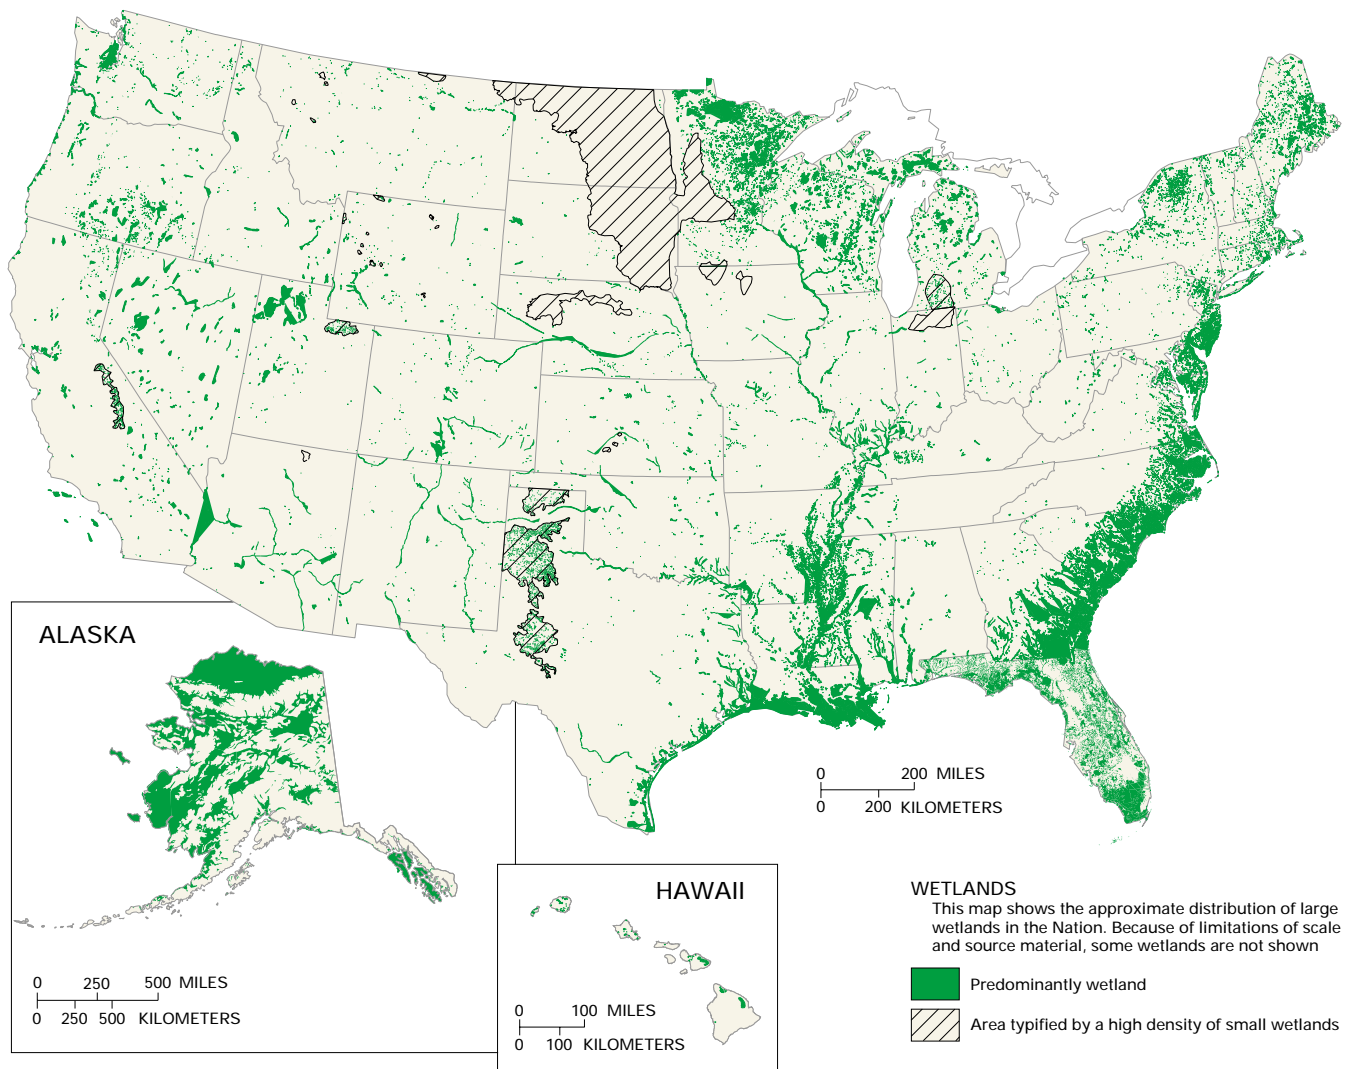 ALASKA
0 250 500 MILES
0 250 500 KILOMETERS
HAWAII
0 100 MILES
0 100 KILOMETERS
0 200 MILES
0 200 KILOMETERS
WETLANDS
This map shows the approximate distribution of large
wetlands in the Nation. Because of limitations of scale
and source material, some wetlands are not shown
Predominantly wetland
Area typified by a high density of small wetlands